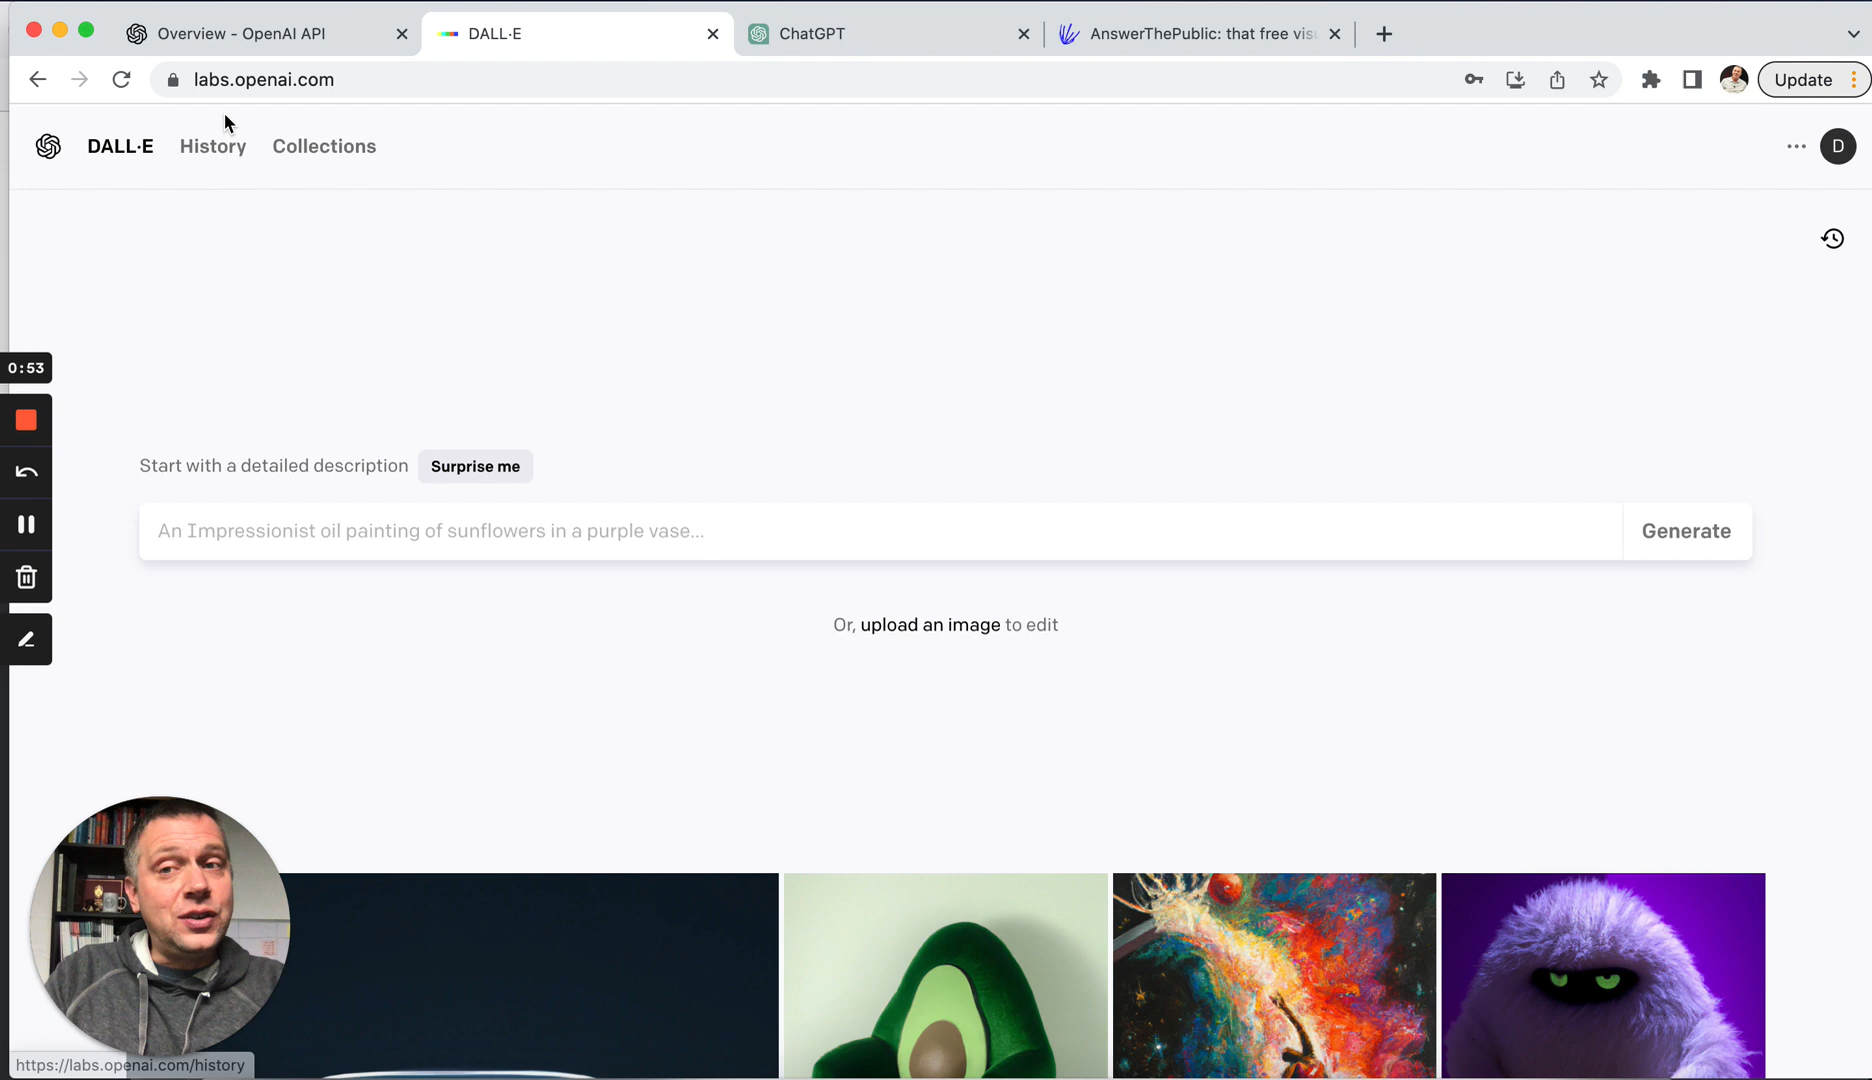 Overview - OpenAI API
DALL·E
ChatGPT
AnswerThePublic: that free vis
labs.openai.com
Update
DALL·E
History
Collections
D
0:53
Start with a detailed description
Surprise me
An Impressionist oil painting of sunflowers in a purple vase...
Generate
Or, upload an image to edit
https://labs.openai.com/history